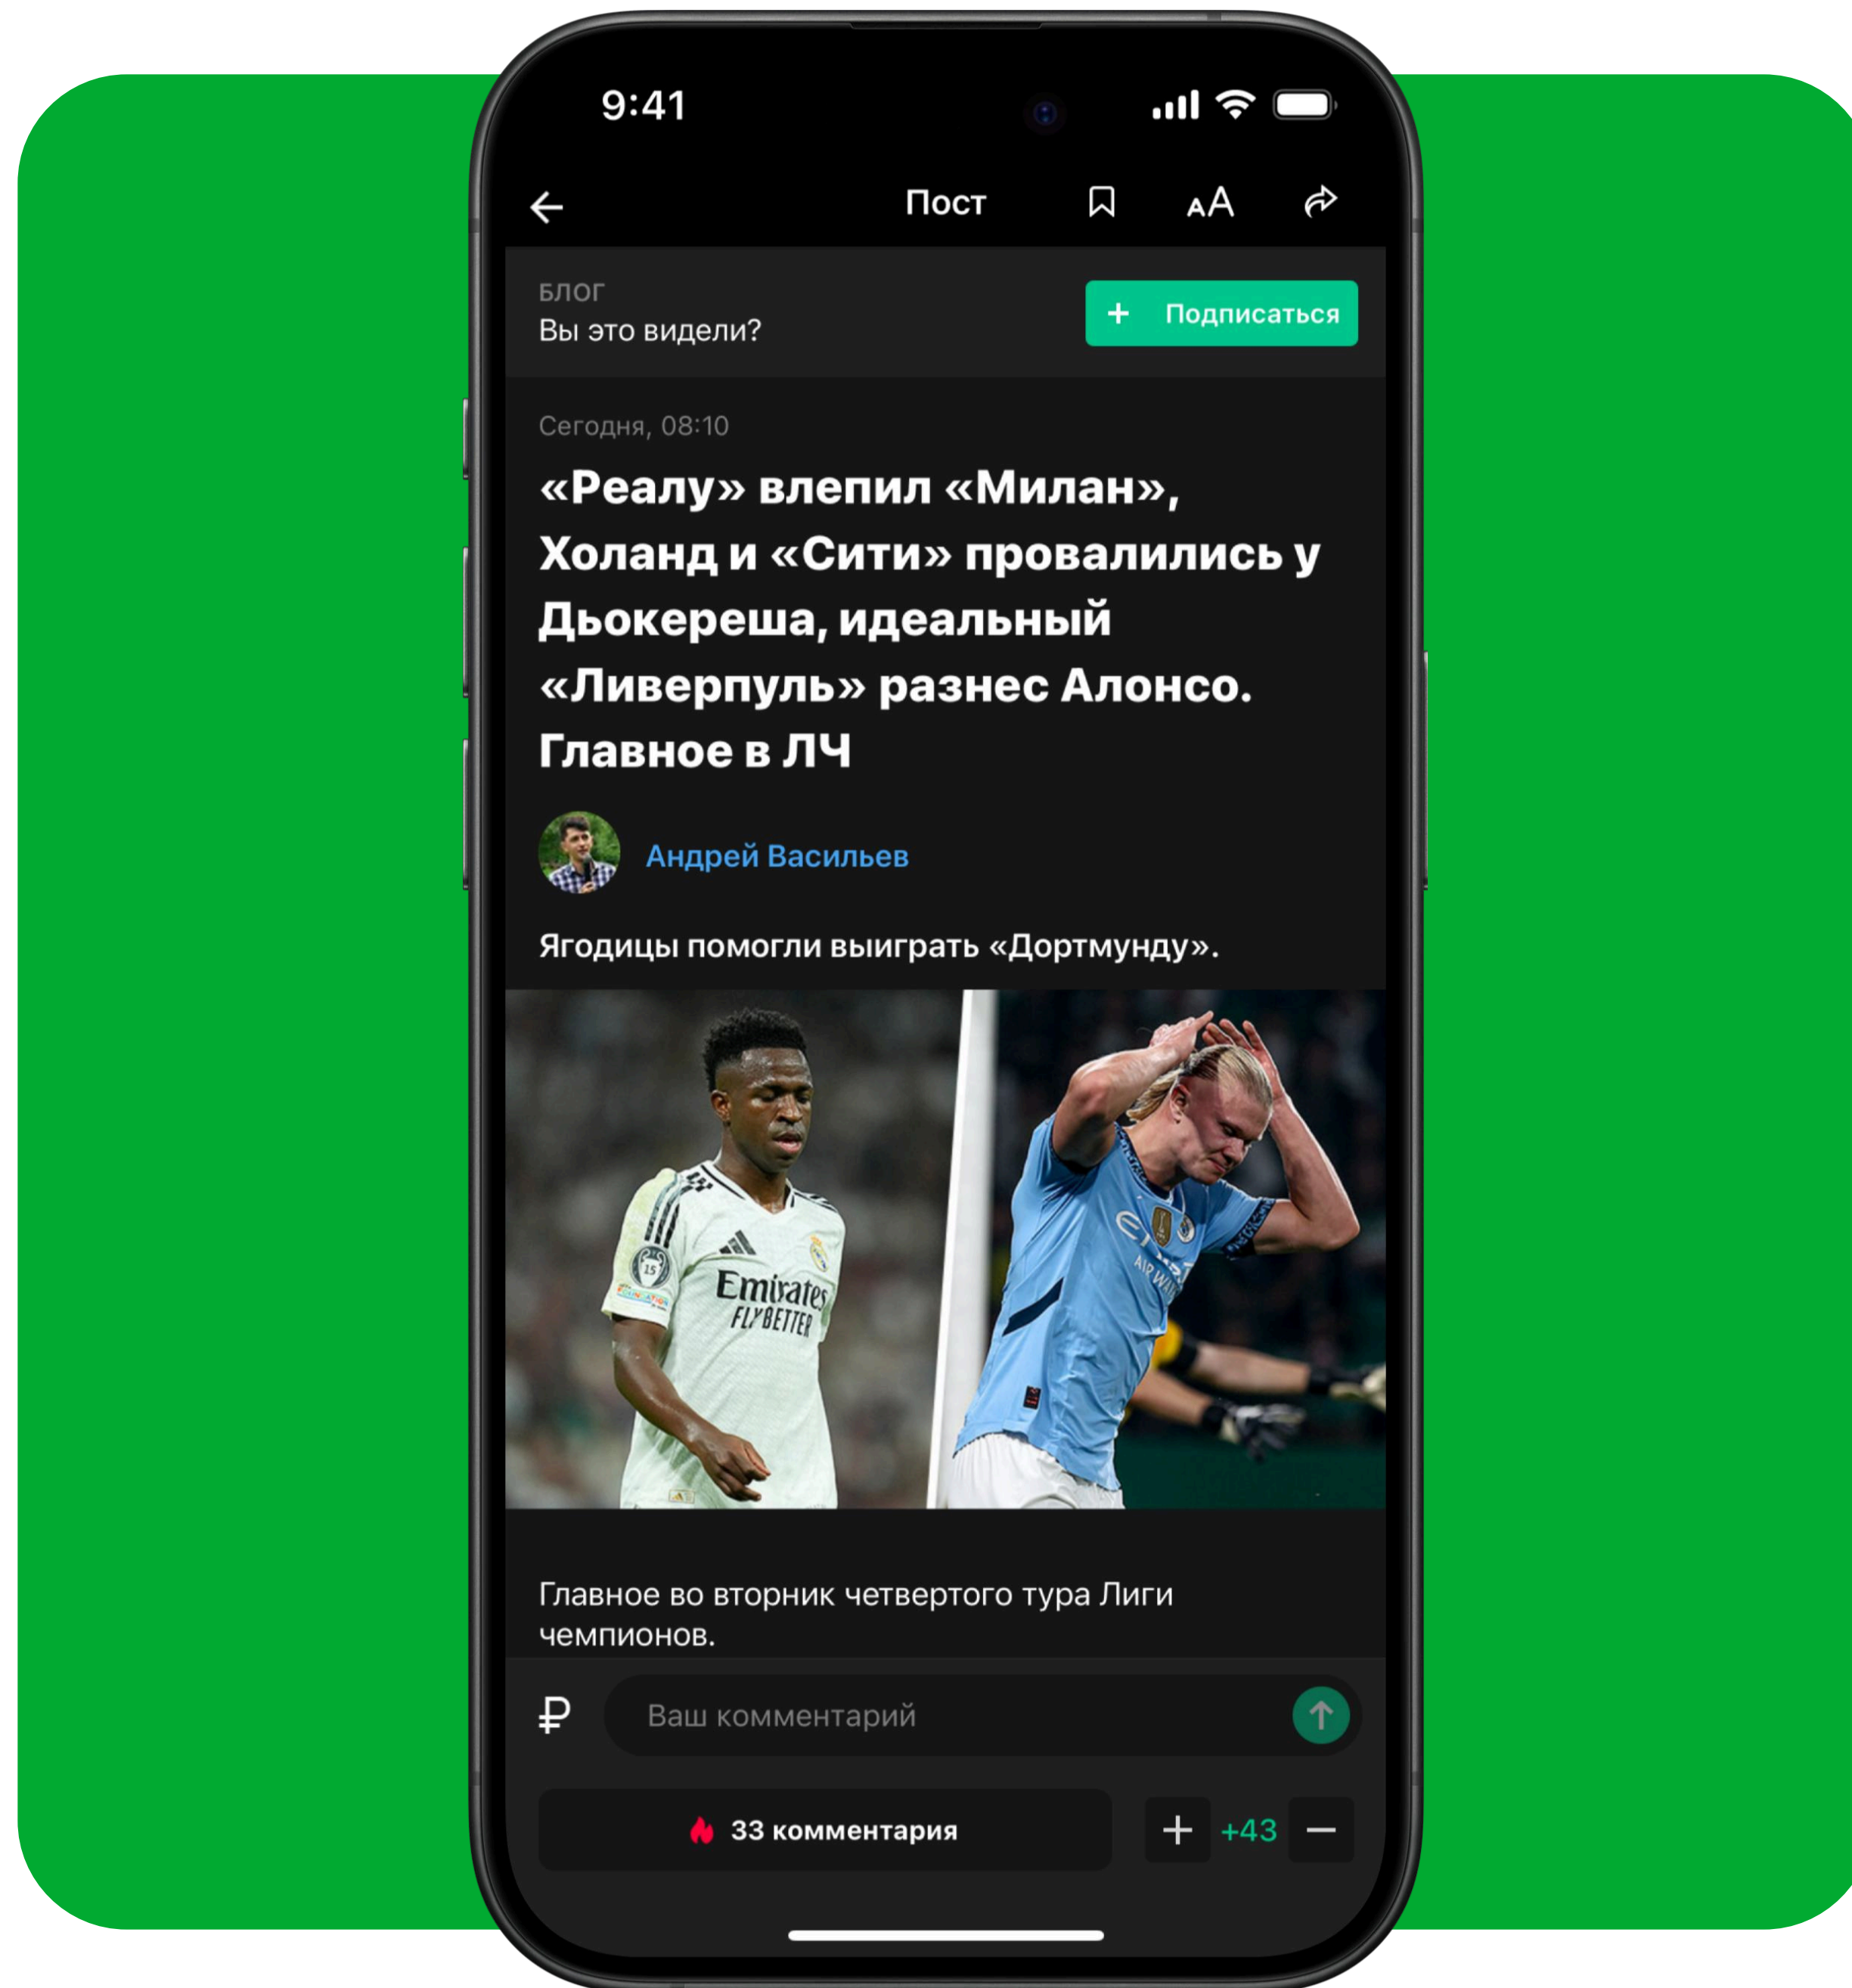 9:41
Пост
AA
БЛОГ
Вы это видели?
+ Подписаться
Сегодня, 08:10
«Реалу» влепил «Милан»,
Холанд и «Сити» провалились у
Дьокереша, идеальный
«Ливерпуль» разнес Алонсо.
Главное в ЛЧ
Андрей Васильев
Ягодицы помогли выиграть «Дортмунду».
15
Emirates
FLY BETTER
Главное во вторник четвертого тура Лиги
чемпионов.
₽ Ваш комментарий
33 комментария
+ +43 −